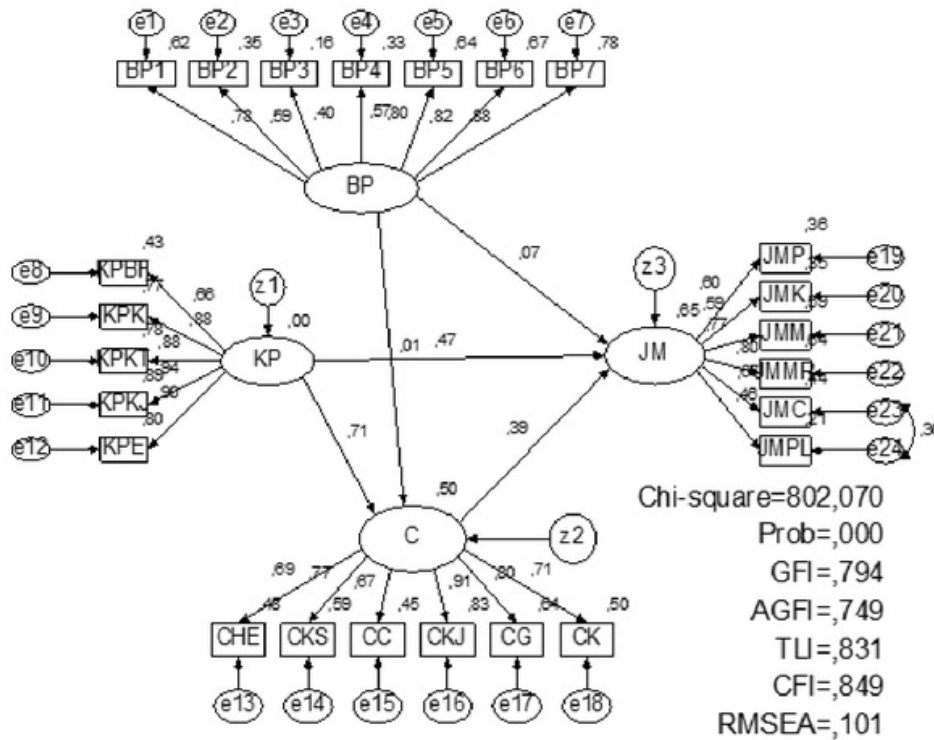 e1 e2 e3 e4 e5 e6 e7
,62 ,35 ,16 ,33 ,64 ,67 ,78
BP1 BP2 BP3 BP4 BP5 BP6 BP7
,59 ,40 ,57 ,80 ,82 ,88
BP
,43 ,36
e8 z1 ,07 z3 JMP e19
,77 ,66 ,60
e9 KPK ,88 ,00 ,65 ,59 JMK e20
,78 ,88 ,77 JMM e21
e10 KPKT ,94 KP ,01 ,47 JM ,80 e22
,89 ,90 ,46 JMC e23
e11 ,80 ,21 ,36
e12 KPE ,71 ,39 JMPL e24
,50
C z2
,69 ,77 ,67 ,91 ,80 ,71
,48 ,59 ,45 ,83 ,64 ,50
CHE CKS CC CKJ CG CK
e13 e14 e15 e16 e17 e18
Chi-square=802,070
Prob=,000
GFI=,794
AGFI=,749
TLI=,831
CFI=,849
RMSEA=,101